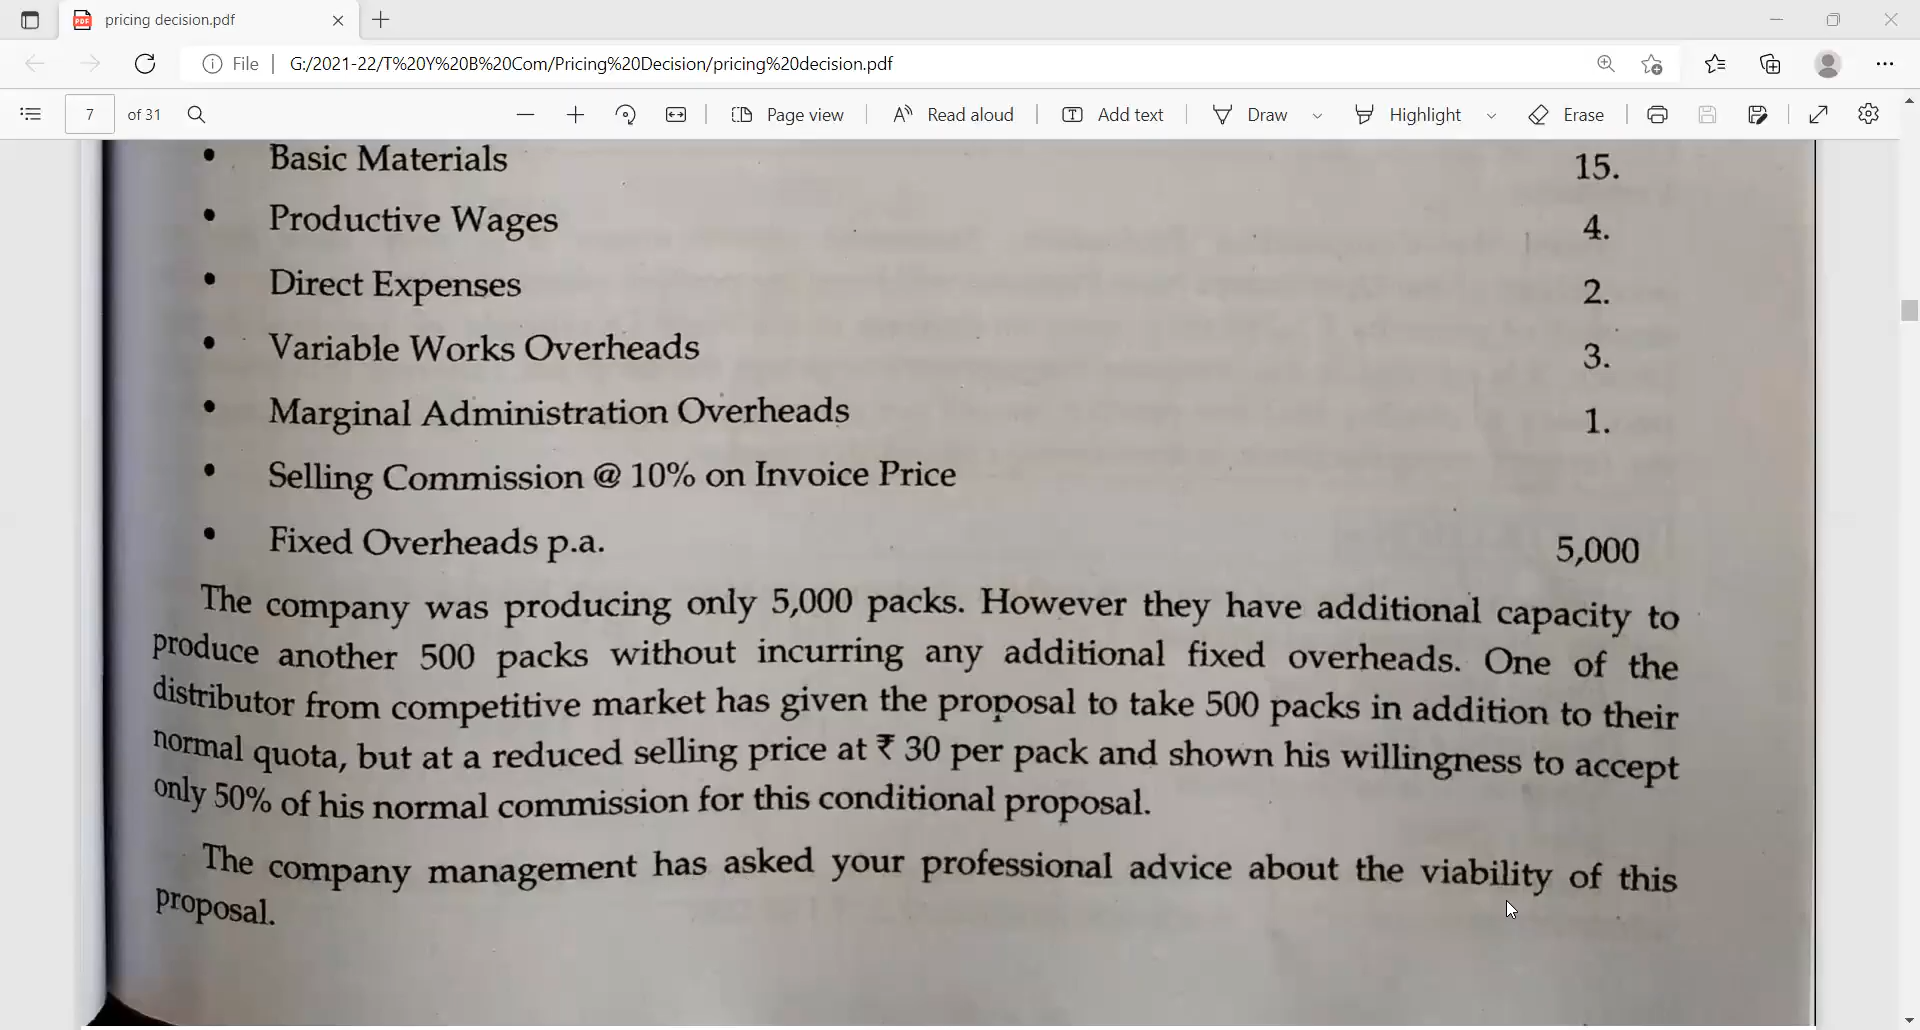 pricing decision.pdf
File G:/2021-22/T%20Y%20B%20Com/Pricing%20Decision/pricing%20decision.pdf
7 of 31 Page view Read aloud Add text Draw Highlight Erase
• Basic Materials 15.
• Productive Wages 4.
• Direct Expenses 2.
• Variable Works Overheads 3.
• Marginal Administration Overheads 1.
• Selling Commission @ 10% on Invoice Price
• Fixed Overheads p.a. 5,000
The company was producing only 5,000 packs. However they have additional capacity to
produce another 500 packs without incurring any additional fixed overheads. One of the
distributor from competitive market has given the proposal to take 500 packs in addition to their
normal quota, but at a reduced selling price at ₹ 30 per pack and shown his willingness to accept
only 50% of his normal commission for this conditional proposal.
The company management has asked your professional advice about the viability of this
proposal.